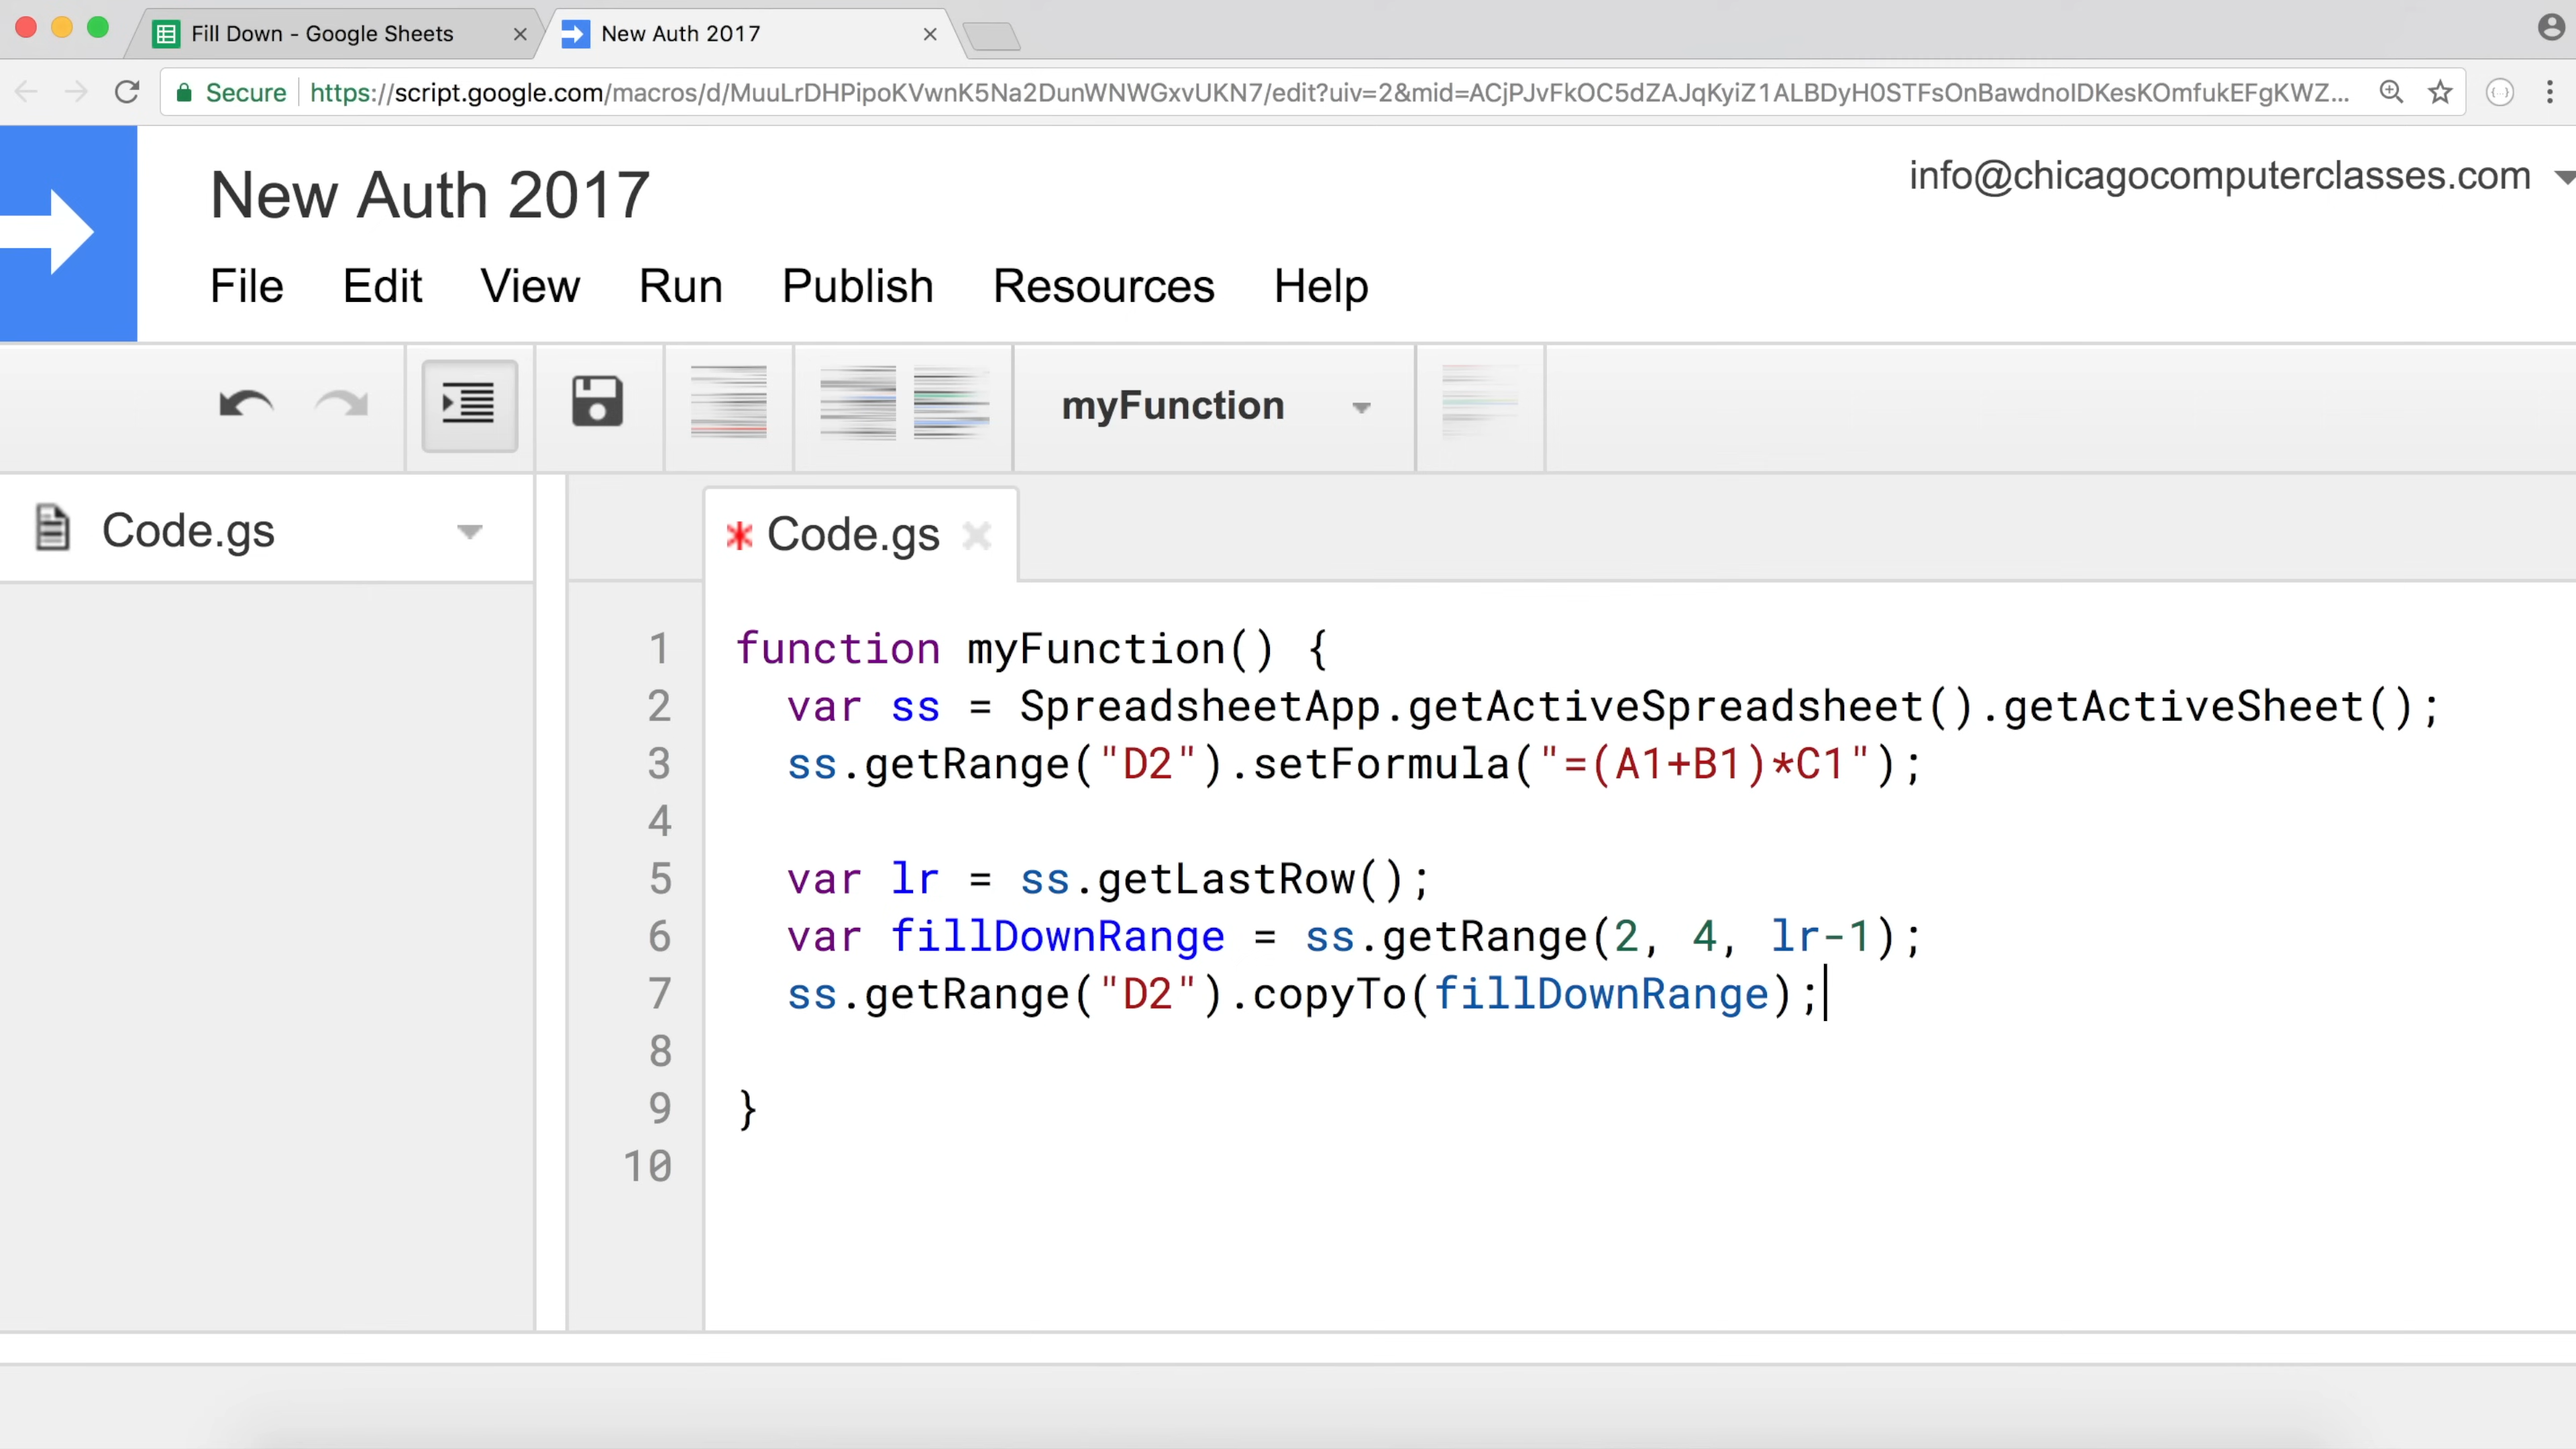 Fill Down - Google Sheets
New Auth 2017
Secure
https://script.google.com/macros/d/MuuLrDHPipoKVwnK5Na2DunWNWGxvUKN7/edit?uiv=2&mid=ACjPJvFkOC5dZAJqKyiZ1ALBDyH0STFsOnBawdnoIDKesKOmfukEFgKWZ...
New Auth 2017
info@chicagocomputerclasses.com
File Edit View Run Publish Resources Help
myFunction
Code.gs
* Code.gs
1 function myFunction() {
2 var ss = SpreadsheetApp.getActiveSpreadsheet().getActiveSheet();
3 ss.getRange("D2").setFormula("=(A1+B1)*C1");
4
5 var lr = ss.getLastRow();
6 var fillDownRange = ss.getRange(2, 4, lr-1);
7 ss.getRange("D2").copyTo(fillDownRange);
8
9 }
10